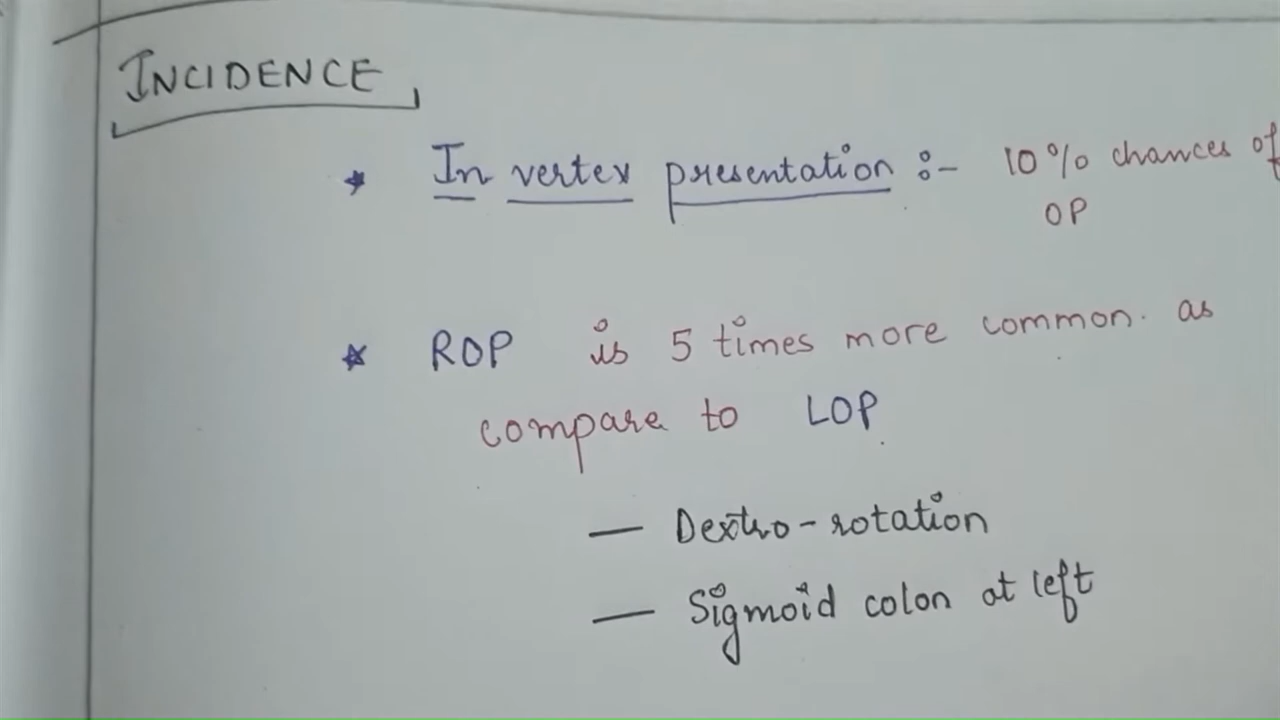 INCIDENCE
* In vertex presentation :- 10% chances of
OP
* ROP is 5 times more common. as
compare to LOP
— Dextro-rotation
— Sigmoid colon at left